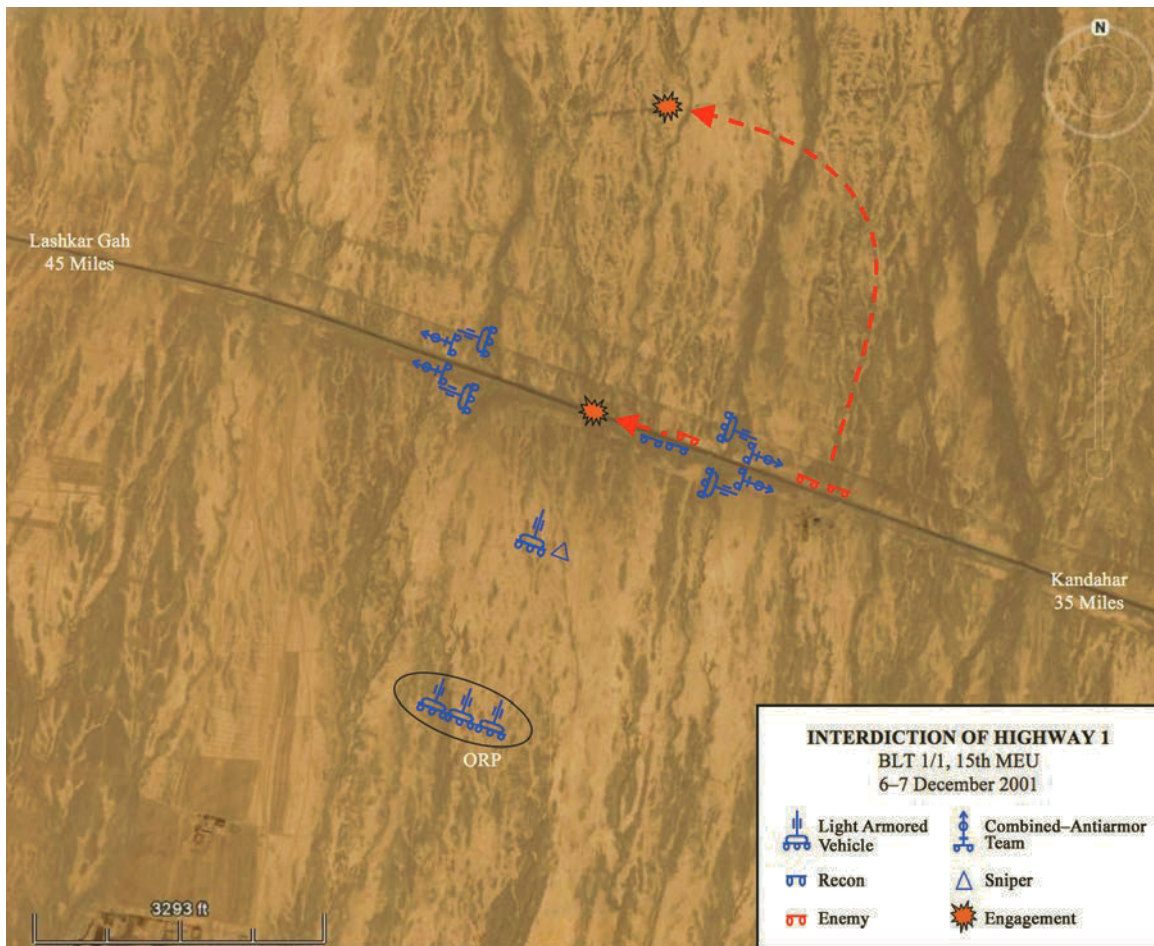 N
Lashkar Gah
45 Miles
Kandahar
35 Miles
ORP
3293 ft
INTERDICTION OF HIGHWAY 1
BLT 1/1, 15th MEU
6–7 December 2001
Light Armored
Vehicle
Combined–Antiarmor
Team
Recon
Sniper
Enemy
Engagement